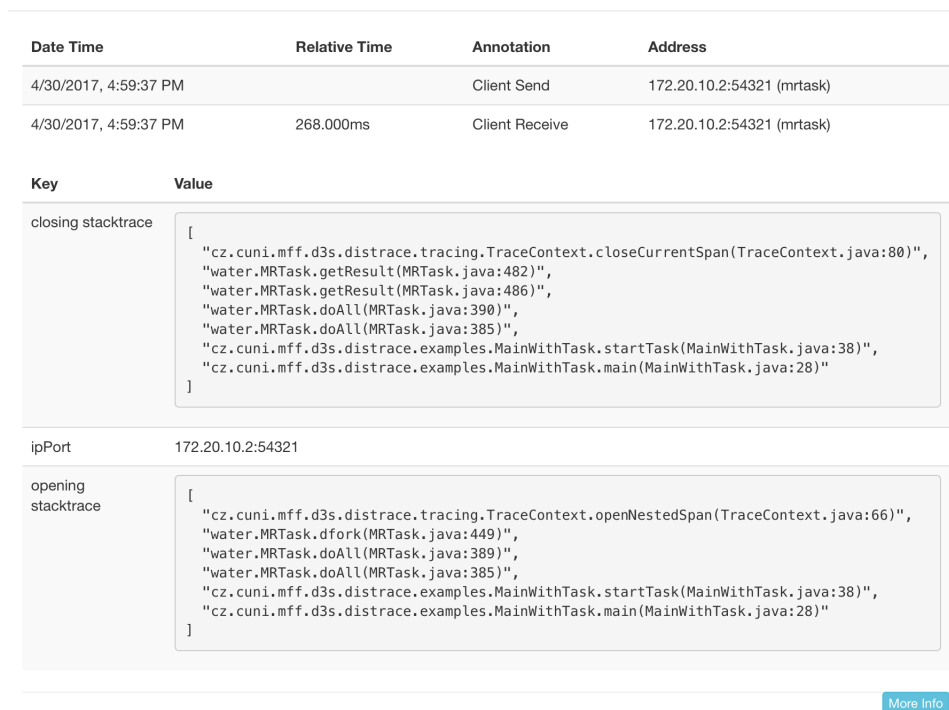 Date Time Relative Time Annotation Address
4/30/2017, 4:59:37 PM Client Send 172.20.10.2:54321 (mrtask)
4/30/2017, 4:59:37 PM 268.000ms Client Receive 172.20.10.2:54321 (mrtask)
Key Value
closing stacktrace
[
"cz.cuni.mff.d3s.distrace.tracing.TraceContext.closeCurrentSpan(TraceContext.java:80)",
"water.MRTask.getResult(MRTask.java:482)",
"water.MRTask.getResult(MRTask.java:486)",
"water.MRTask.doAll(MRTask.java:390)",
"water.MRTask.doAll(MRTask.java:385)",
"cz.cuni.mff.d3s.distrace.examples.MainWithTask.startTask(MainWithTask.java:38)",
"cz.cuni.mff.d3s.distrace.examples.MainWithTask.main(MainWithTask.java:28)"
]
ipPort 172.20.10.2:54321
opening
stacktrace
[
"cz.cuni.mff.d3s.distrace.tracing.TraceContext.openNestedSpan(TraceContext.java:66)",
"water.MRTask.dfork(MRTask.java:449)",
"water.MRTask.doAll(MRTask.java:389)",
"water.MRTask.doAll(MRTask.java:385)",
"cz.cuni.mff.d3s.distrace.examples.MainWithTask.startTask(MainWithTask.java:38)",
"cz.cuni.mff.d3s.distrace.examples.MainWithTask.main(MainWithTask.java:28)"
]
More Info